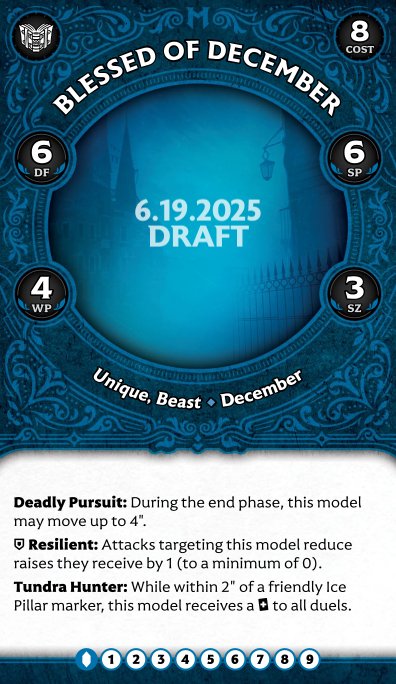 8
COST
BLESSED OF DECEMBER
6
DF
6
SP
6.19.2025
DRAFT
4
WP
3
SZ
Unique, Beast ◆ December
Deadly Pursuit: During the end phase, this model
may move up to 4".
Resilient: Attacks targeting this model reduce
raises they receive by 1 (to a minimum of 0).
Tundra Hunter: While within 2" of a friendly Ice
Pillar marker, this model receives a to all duels.
1 2 3 4 5 6 7 8 9